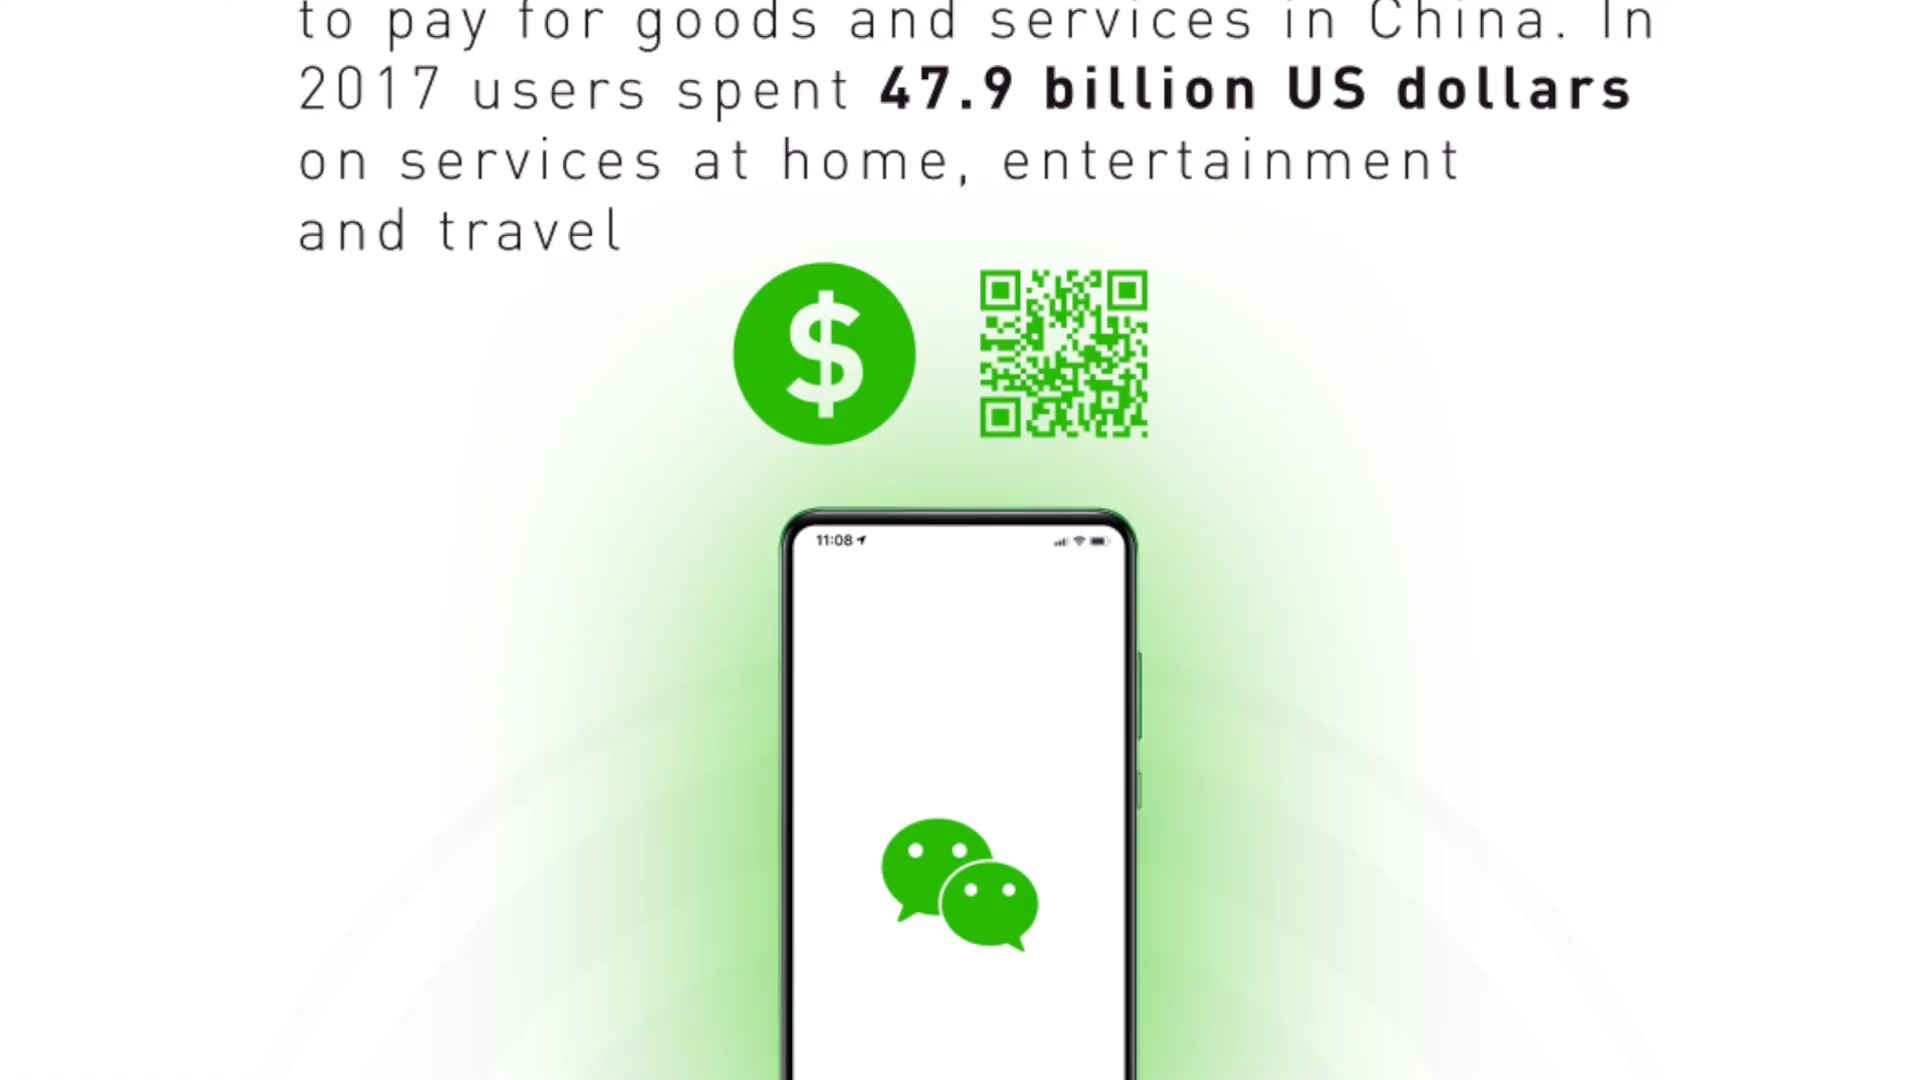 to pay for goods and services in China. In
2017 users spent 47.9 billion US dollars
on services at home, entertainment
and travel
$
11:08